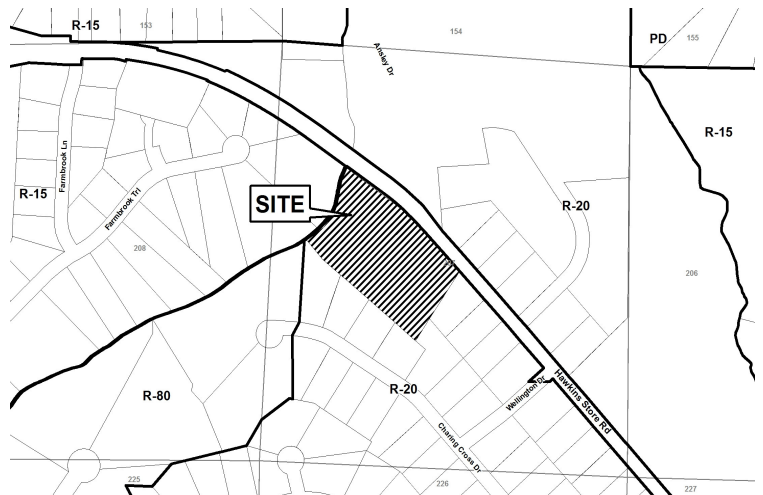 R-15
153
154
PD
155
Ansley Dr
R-15
Farmbrook Ln
R-15
Farmbrook Trl
SITE
R-20
208
206
R-80
R-20
Wellington Dr
Hawkins Store Rd
Charing Cross Dr
225
226
227